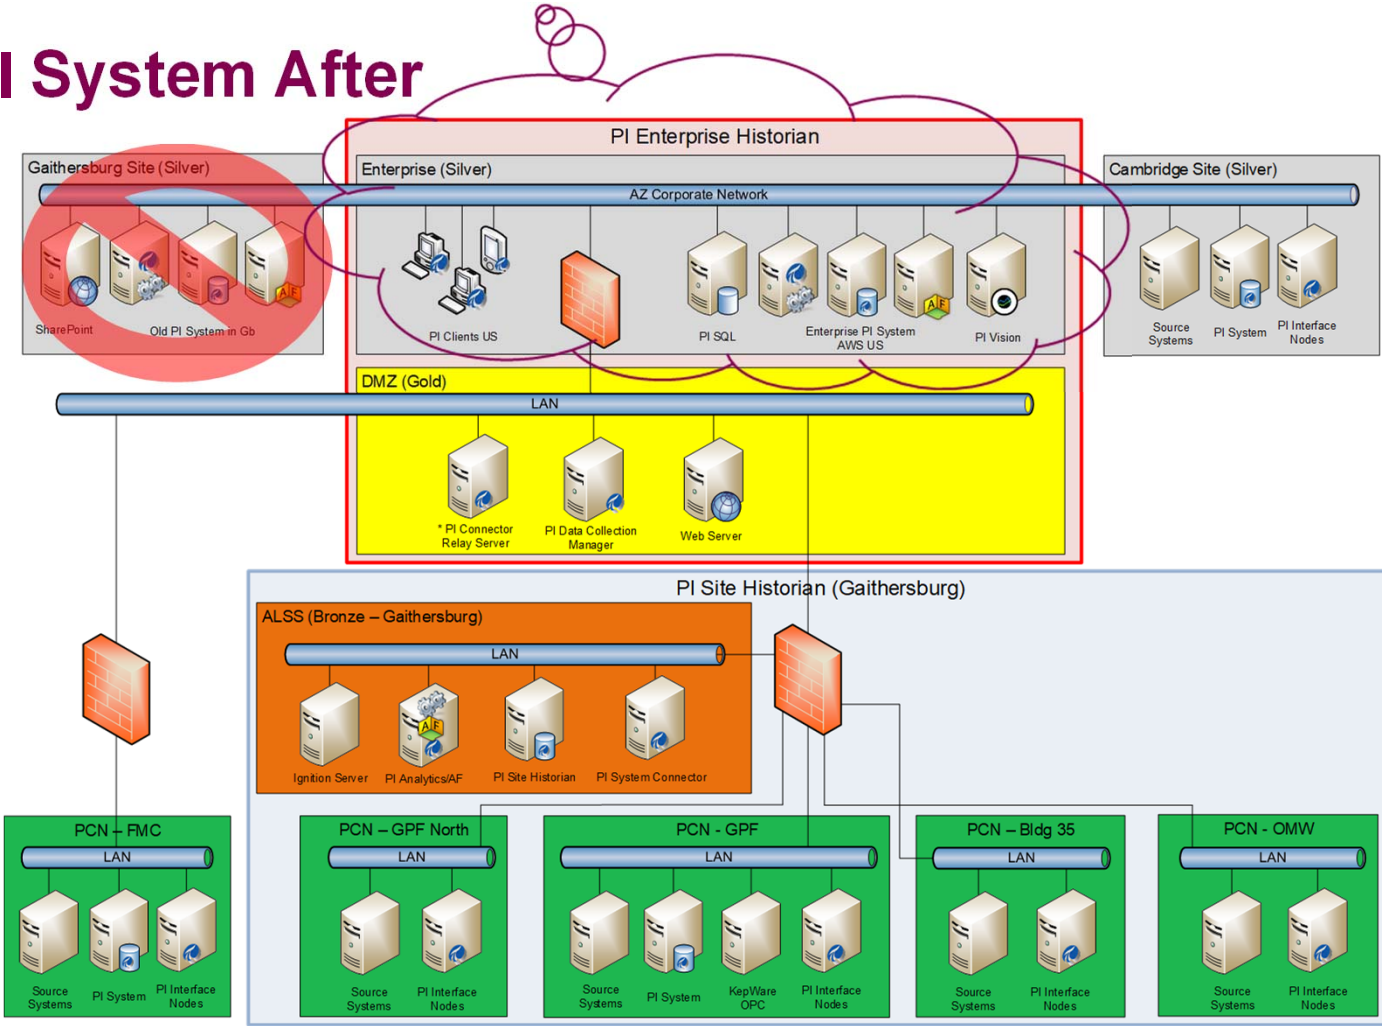 I System After
PI Enterprise Historian
Gaithersburg Site (Silver)
Enterprise (Silver)
Cambridge Site (Silver)
AZ Corporate Network
SharePoint
Old PI System in Gb
PI Clients US
PI SQL
Enterprise PI System
AWS US
PI Vision
Source
Systems
PI System
PI Interface
Nodes
DMZ (Gold)
LAN
* PI Connector
Relay Server
PI Data Collection
Manager
Web Server
PI Site Historian (Gaithersburg)
ALSS (Bronze – Gaithersburg)
LAN
Ignition Server
PI Analytics/AF
PI Site Historian
PI System Connector
PCN – FMC
LAN
Source
Systems
PI System
PI Interface
Nodes
PCN – GPF North
LAN
Source
Systems
PI Interface
Nodes
PCN - GPF
LAN
Source
Systems
PI System
KepWare
OPC
PI Interface
Nodes
PCN – Bldg 35
LAN
Source
Systems
PI Interface
Nodes
PCN - OMW
LAN
Source
Systems
PI Interface
Nodes